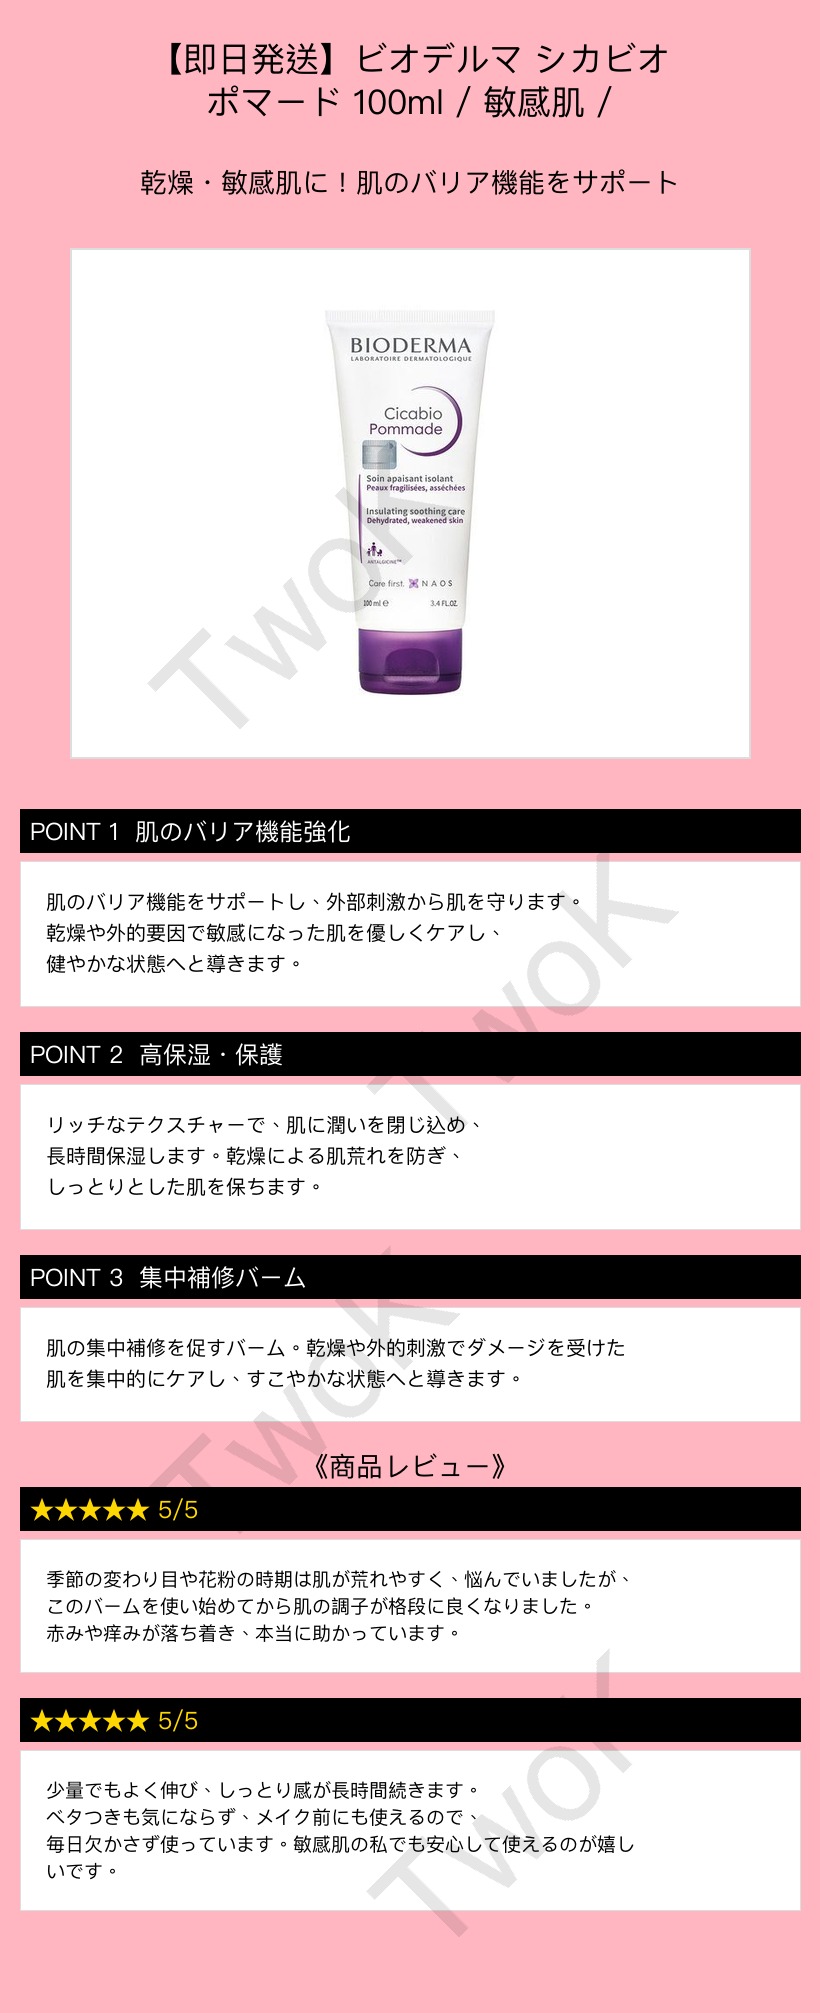 【即日発送】ビオデルマ シカビオ
ポマード 100ml / 敏感肌 /
乾燥・敏感肌に！肌のバリア機能をサポート
BIODERMA
LABORATOIRE DERMATOLOGIQUE
Cicabio
Pommade
Soin apaisant isolant
Peaux fragilisées, asséchées
Insulating soothing care
Dehydrated, weakened skin
ANTALGICINE™
Care first. NAOS
100 ml ℮ 3.4 FL.OZ.
TwoK
POINT 1 肌のバリア機能強化
肌のバリア機能をサポートし、外部刺激から肌を守ります。
乾燥や外的要因で敏感になった肌を優しくケアし、
健やかな状態へと導きます。
TwoK
POINT 2 高保湿・保護
リッチなテクスチャーで、肌に潤いを閉じ込め、
長時間保湿します。乾燥による肌荒れを防ぎ、
しっとりとした肌を保ちます。
POINT 3 集中補修バーム
肌の集中補修を促すバーム。乾燥や外的刺激でダメージを受けた
肌を集中的にケアし、すこやかな状態へと導きます。
TwoK
《商品レビュー》
★★★★★ 5/5
季節の変わり目や花粉の時期は肌が荒れやすく、悩んでいましたが、
このバームを使い始めてから肌の調子が格段に良くなりました。
赤みや痒みが落ち着き、本当に助かっています。
★★★★★ 5/5
少量でもよく伸び、しっとり感が長時間続きます。
ベタつきも気にならず、メイク前にも使えるので、
毎日欠かさず使っています。敏感肌の私でも安心して使えるのが嬉し
いです。
TwoK